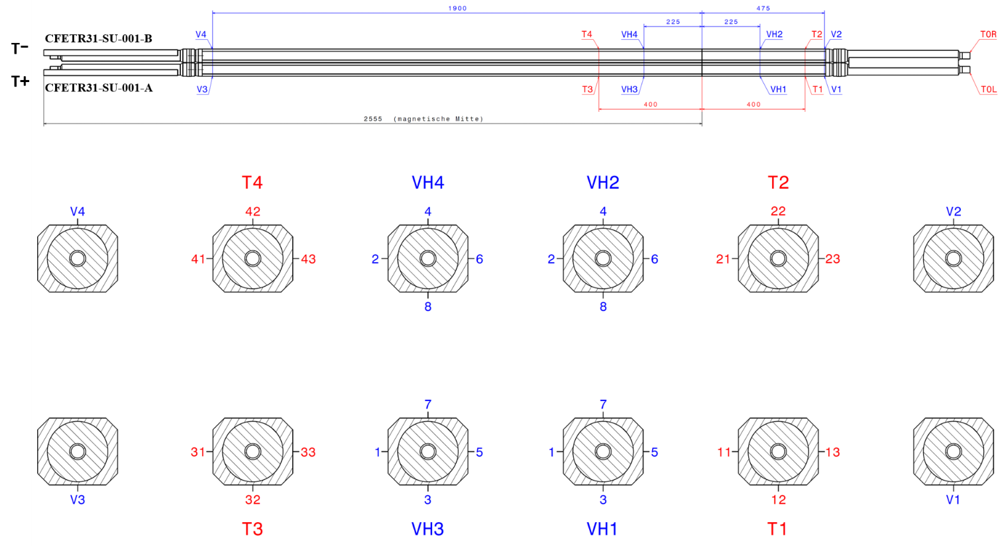 1900 475
225 225
V4 T4 VH4 VH2 T2 V2 TOR
CFETR31-SU-001-B
T-
T+
CFETR31-SU-001-A
V3 T3 VH3 VH1 T1 V1 TOL
400 400
2555 (magnetische Mitte)
T4 VH4 VH2 T2
V4 42 4 4 22 V2
41 43 2 6 2 6 21 23
8 8
7 7
31 33 1 5 1 5 11 13
V3 32 3 3 12 V1
T3 VH3 VH1 T1